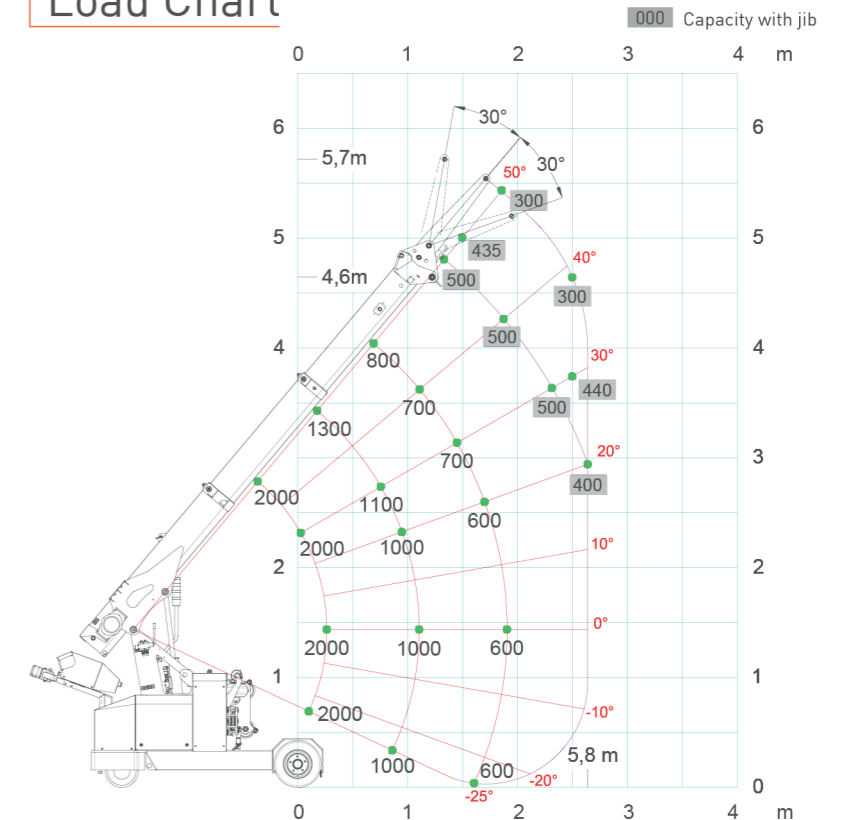 Load Chart
000 Capacity with jib
0 1 2 3 4 m
6 30° 6
5,7m 50° 30°
300
5 435 5
4,6m 500 40°
300
500
4 800 30°
700 500 440
1300 700
3 20° 3
2000 1100 600 400
2000 1000 10°
2 2
0°
2000 1000 600
1 1
2000 -10°
1000 600 5,8 m
-25° -20°
0
0 1 2 3 4 m